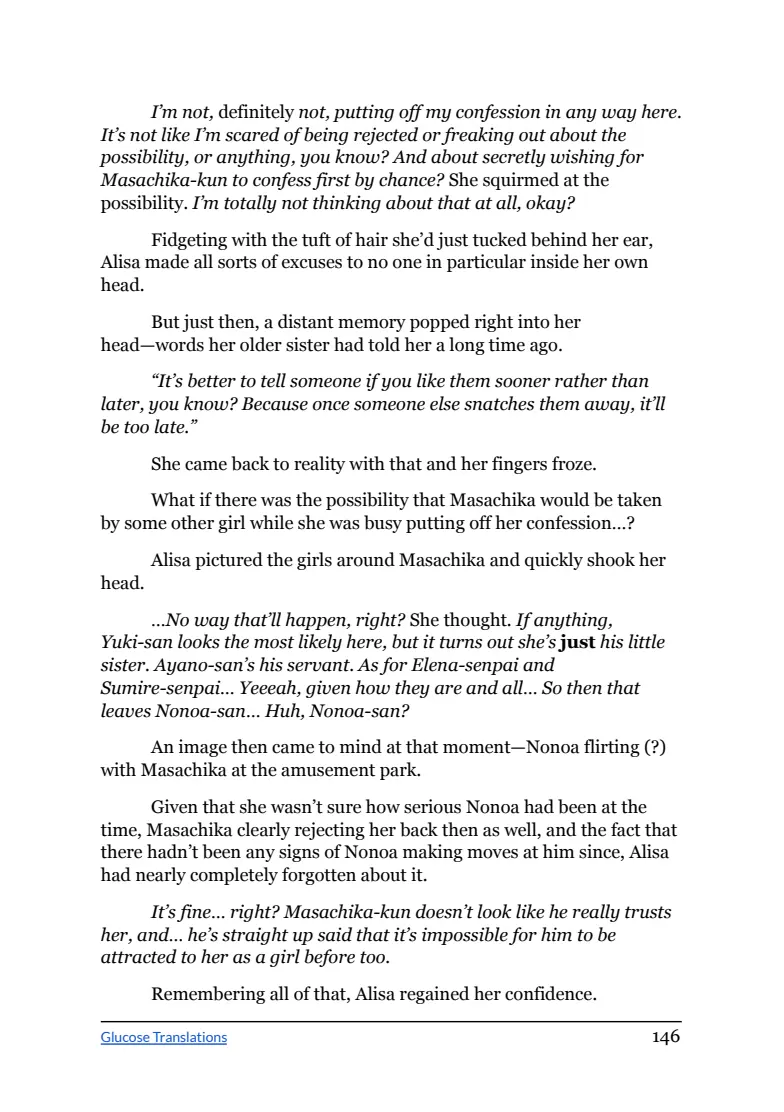 I’m not, definitely not, putting off my confession in any way here.
It’s not like I’m scared of being rejected or freaking out about the
possibility, or anything, you know? And about secretly wishing for
Masachika-kun to confess first by chance? She squirmed at the
possibility. I’m totally not thinking about that at all, okay?
Fidgeting with the tuft of hair she’d just tucked behind her ear,
Alisa made all sorts of excuses to no one in particular inside her own
head.
But just then, a distant memory popped right into her
head—words her older sister had told her a long time ago.
“It’s better to tell someone if you like them sooner rather than
later, you know? Because once someone else snatches them away, it’ll
be too late.”
She came back to reality with that and her fingers froze.
What if there was the possibility that Masachika would be taken
by some other girl while she was busy putting off her confession…?
Alisa pictured the girls around Masachika and quickly shook her
head.
…No way that’ll happen, right? She thought. If anything,
Yuki-san looks the most likely here, but it turns out she’s just his little
sister. Ayano-san’s his servant. As for Elena-senpai and
Sumire-senpai… Yeeeah, given how they are and all… So then that
leaves Nonoa-san… Huh, Nonoa-san?
An image then came to mind at that moment—Nonoa flirting (?)
with Masachika at the amusement park.
Given that she wasn’t sure how serious Nonoa had been at the
time, Masachika clearly rejecting her back then as well, and the fact that
there hadn’t been any signs of Nonoa making moves at him since, Alisa
had nearly completely forgotten about it.
It’s fine… right? Masachika-kun doesn’t look like he really trusts
her, and… he’s straight up said that it’s impossible for him to be
attracted to her as a girl before too.
Remembering all of that, Alisa regained her confidence.
Glucose Translations 146